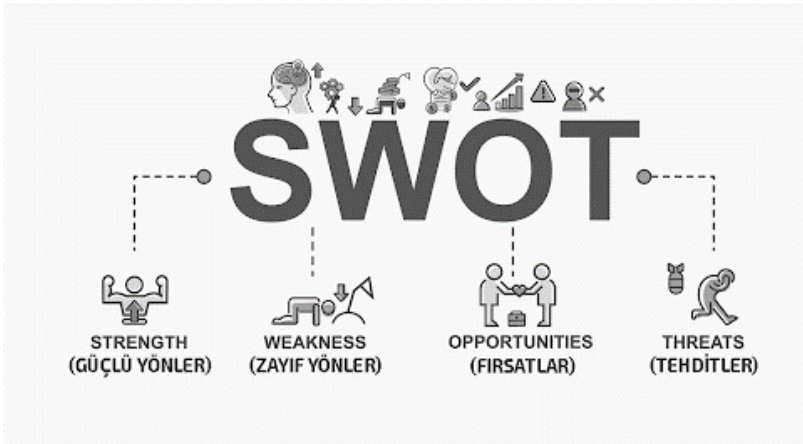 SWOT
STRENGTH
(GÜÇLÜ YÖNLER)
WEAKNESS
(ZAYIF YÖNLER)
OPPORTUNITIES
(FIRSATLAR)
THREATS
(TEHDİTLER)